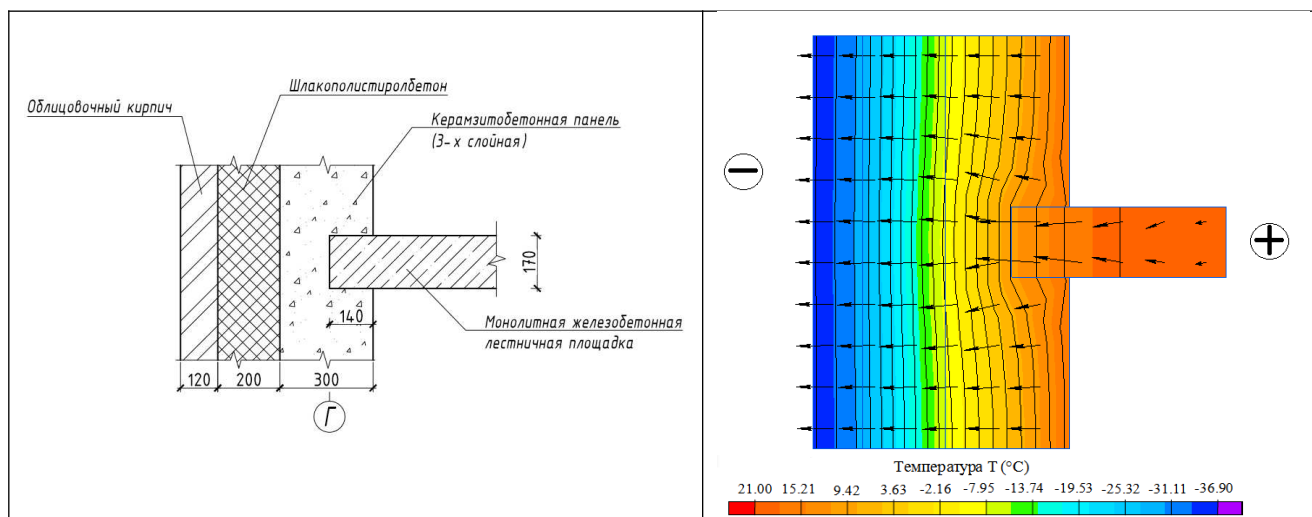 Облицовочный кирпич
Шлакополистиролбетон
Керамзитобетонная панель
(3-х слойная)
170
140
Монолитная железобетонная
лестничная площадка
120 200 300
Г
−
+
Температура T (°C)
21.00 15.21 9.42 3.63 -2.16 -7.95 -13.74 -19.53 -25.32 -31.11 -36.90